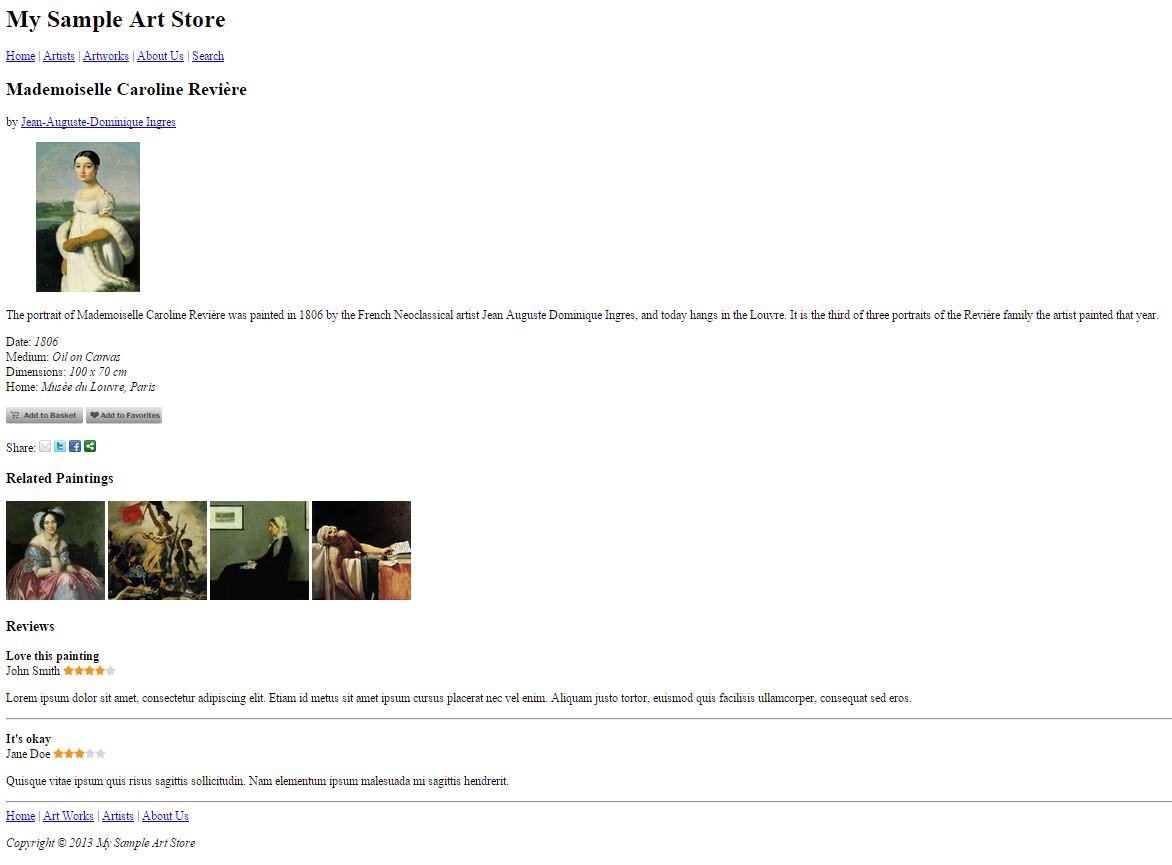 My Sample Art Store
Home | Artists | Artworks | About Us | Search
Mademoiselle Caroline Revière
by Jean-Auguste-Dominique Ingres
The portrait of Mademoiselle Caroline Revière was painted in 1806 by the French Neoclassical artist Jean Auguste Dominique Ingres, and today hangs in the Louvre. It is the third of three portraits of the Revière family the artist painted that year.
Date: 1806
Medium: Oil on Canvas
Dimensions: 100 x 70 cm
Home: Musèe du Louvre, Paris
Add to Basket Add to Favorites
Share:
Related Paintings
Reviews
Love this painting
John Smith
Lorem ipsum dolor sit amet, consectetur adipiscing elit. Etiam id metus sit amet ipsum cursus placerat nec vel enim. Aliquam justo tortor, euismod quis facilisis ullamcorper, consequat sed eros.
It's okay
Jane Doe
Quisque vitae ipsum quis risus sagittis sollicitudin. Nam elementum ipsum malesuada mi sagittis hendrerit.
Home | Art Works | Artists | About Us
Copyright © 2013 My Sample Art Store